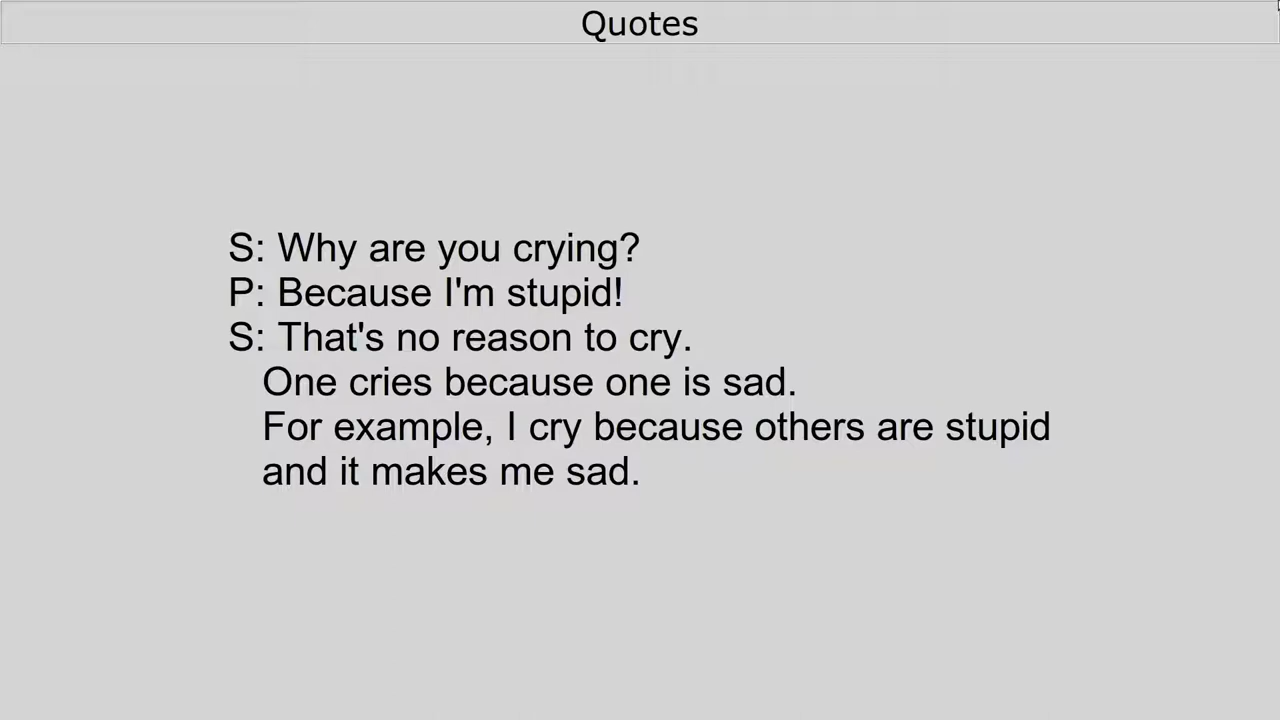 Quotes
S: Why are you crying?
P: Because I'm stupid!
S: That's no reason to cry.
One cries because one is sad.
For example, I cry because others are stupid
and it makes me sad.